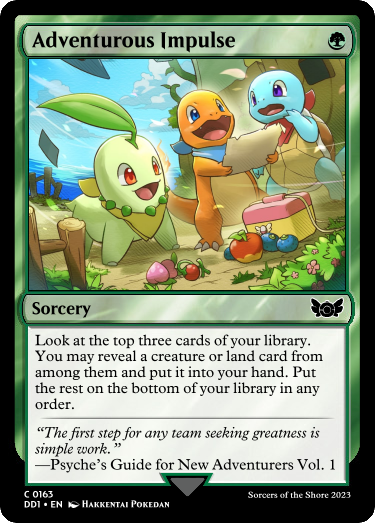 Adventurous Impulse
Sorcery
Look at the top three cards of your library.
You may reveal a creature or land card from
among them and put it into your hand. Put
the rest on the bottom of your library in any
order.
“The first step for any team seeking greatness is
simple work.”
—Psyche's Guide for New Adventurers Vol. 1
C 0163
DD1 • EN Hakkentai Pokedan
Sorcers of the Shore 2023